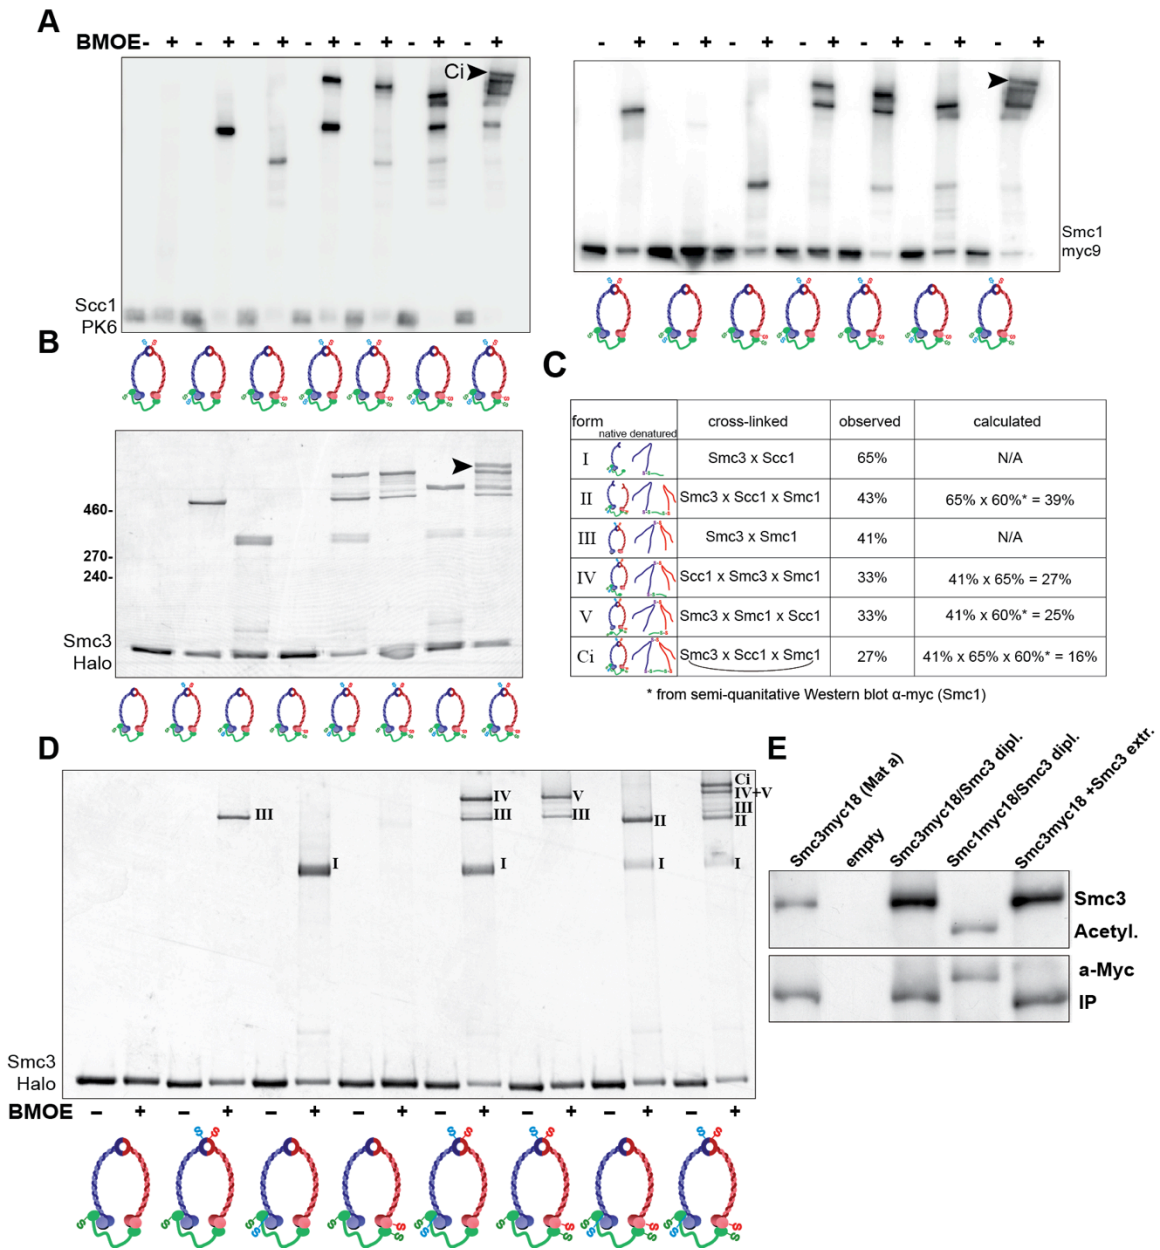 A
BMOE - + - + - + - + - + - + - +
- + - + - + - + - + - + - +
Ci
Scc1
PK6
Smc1
myc9
B
460-
270-
240-
Smc3
Halo
C
form native denatured cross-linked observed calculated
I Smc3 x Scc1 65% N/A
II Smc3 x Scc1 x Smc1 43% 65% x 60%* = 39%
III Smc3 x Smc1 41% N/A
IV Scc1 x Smc3 x Smc1 33% 41% x 65% = 27%
V Smc3 x Smc1 x Scc1 33% 41% x 60%* = 25%
Ci Smc3 x Scc1 x Smc1 27% 41% x 65% x 60%* = 16%
* from semi-quanitative Western blot α-myc (Smc1)
D
III
I
IV
III
I
V
III
II
I
Ci
IV+V
III
II
I
Smc3
Halo
BMOE - + - + - + - + - + - + - + - +
E
Smc3myc18 (Mat a)
empty
Smc3myc18/Smc3 dipl.
Smc1myc18/Smc3 dipl.
Smc3myc18 +Smc3 extr.
Smc3
Acetyl.
a-Myc
IP